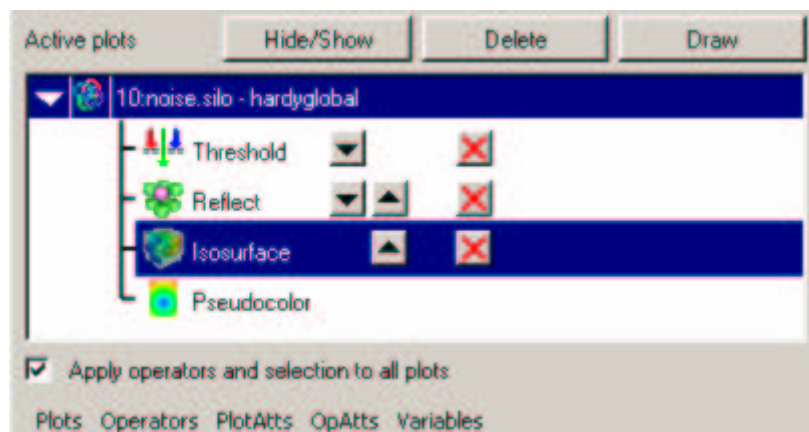 Active plots Hide/Show Delete Draw
10:noise.silo - hardyglobal
Threshold
Reflect
Isosurface
Pseudocolor
Apply operators and selection to all plots
Plots Operators PlotAtts OpAtts Variables